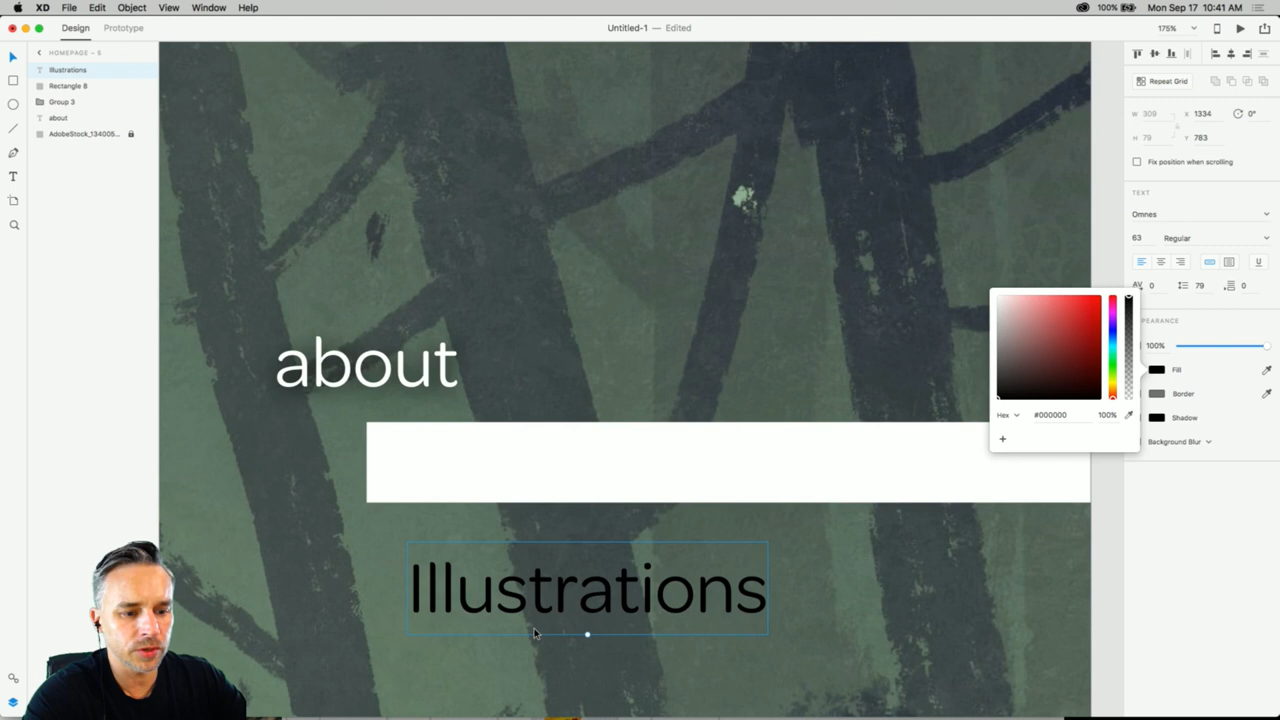 XD File Edit Object View Window Help 100% Mon Sep 17 10:41 AM
Design Prototype Untitled-1 — Edited 175%
HOMEPAGE – 5
Illustrations
Rectangle 8
Group 3
about
AdobeStock_134005...
Repeat Grid
W 309 X 1334 0°
H 79 Y 783
Fix position when scrolling
TEXT
Omnes
63 Regular
AV 0 79 0
PEARANCE
100%
Fill
Border
Shadow
Background Blur
Hex #000000 100%
+
about
Illustrations